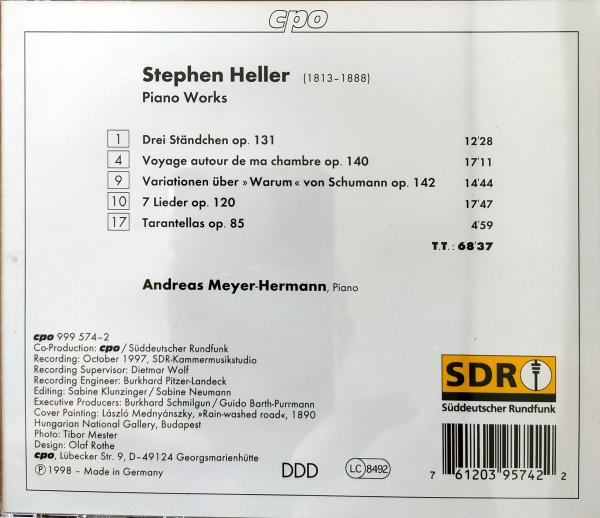 cpo
Stephen Heller (1813-1888)
Piano Works
1 Drei Ständchen op. 131 12'28
4 Voyage autour de ma chambre op. 140 17'11
9 Variationen über »Warum« von Schumann op. 142 14'44
10 7 Lieder op. 120 17'47
17 Tarantellas op. 85 4'59
T.T.: 68'37
Andreas Meyer-Hermann, Piano
cpo 999 574-2
Co-Production: cpo / Süddeutscher Rundfunk
Recording: October 1997, SDR-Kammermusikstudio
Recording Supervisor: Dietmar Wolf
Recording Engineer: Burkhard Pitzer-Landeck
Editing: Sabine Klunzinger / Sabine Neumann
Executive Producers: Burkhard Schmilgun / Guido Barth-Purrmann
Cover Painting: László Mednyánszky, »Rain-washed road«, 1890
Hungarian National Gallery, Budapest
Photo: Tibor Mester
Design: Olaf Rothe
cpo, Lübecker Str. 9, D-49124 Georgsmarienhütte
Ⓟ 1998 - Made in Germany
DDD
LC 8492
SDR
Süddeutscher Rundfunk
7 61203 95742 2